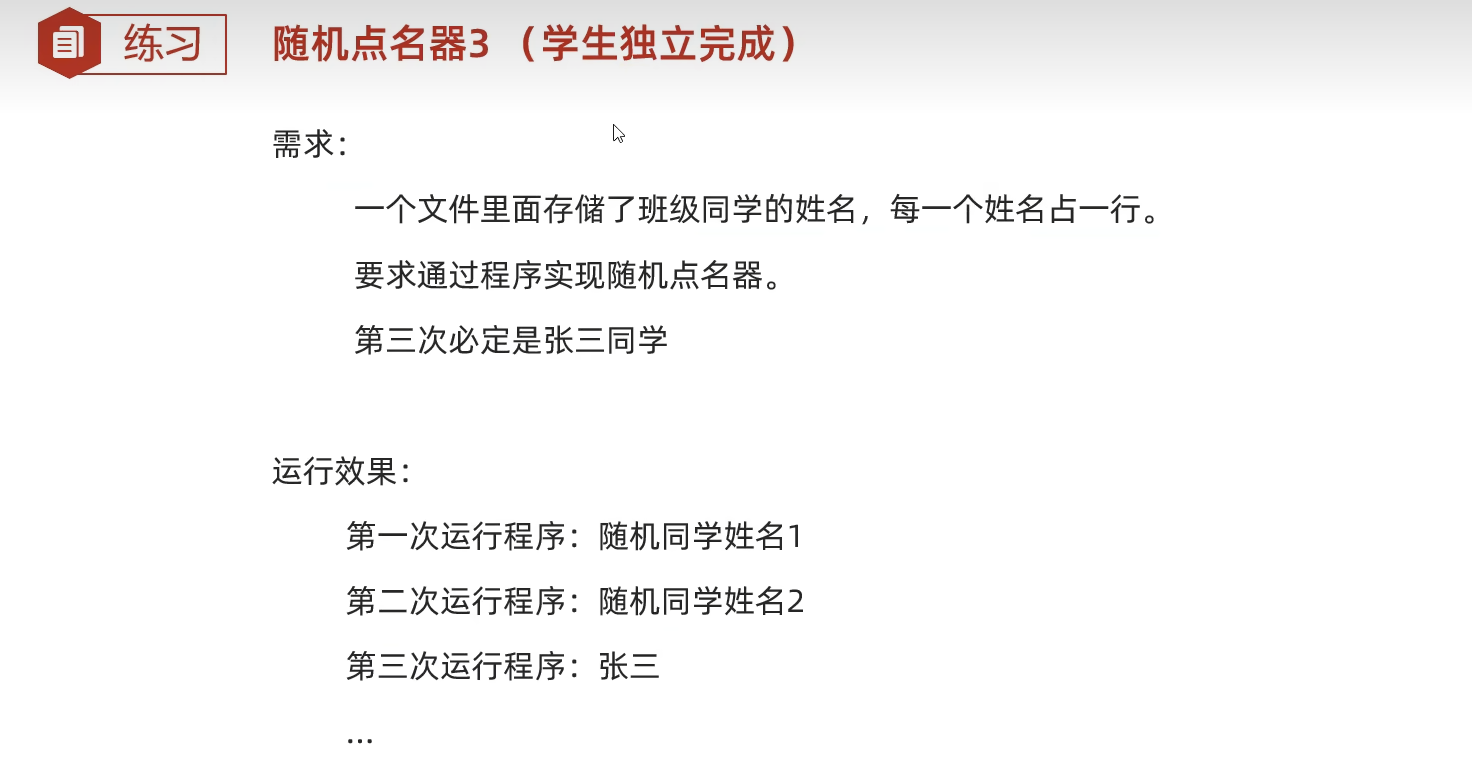 练习
随机点名器3（学生独立完成）
需求：
一个文件里面存储了班级同学的姓名，每一个姓名占一行。
要求通过程序实现随机点名器。
第三次必定是张三同学
运行效果：
第一次运行程序：随机同学姓名1
第二次运行程序：随机同学姓名2
第三次运行程序：张三
...